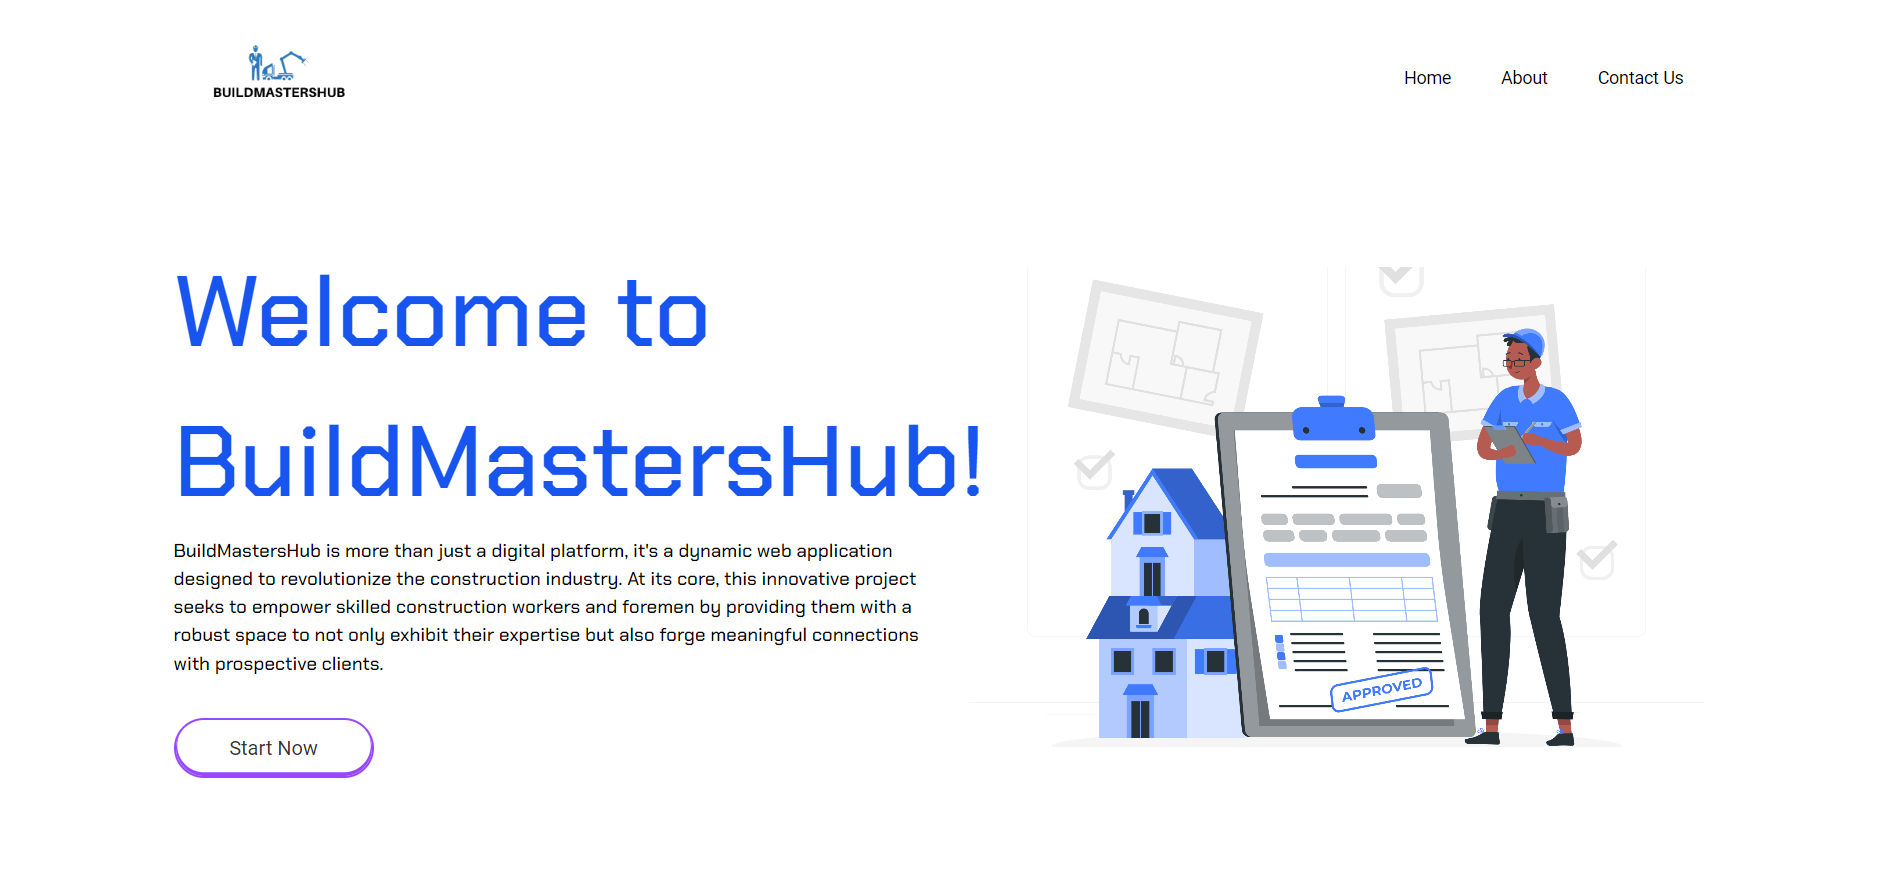 BUILDMASTERSHUB
Home
About
Contact Us
Welcome to
BuildMastersHub!
BuildMastersHub is more than just a digital platform, it's a dynamic web application
designed to revolutionize the construction industry. At its core, this innovative project
seeks to empower skilled construction workers and foremen by providing them with a
robust space to not only exhibit their expertise but also forge meaningful connections
with prospective clients.
Start Now
APPROVED